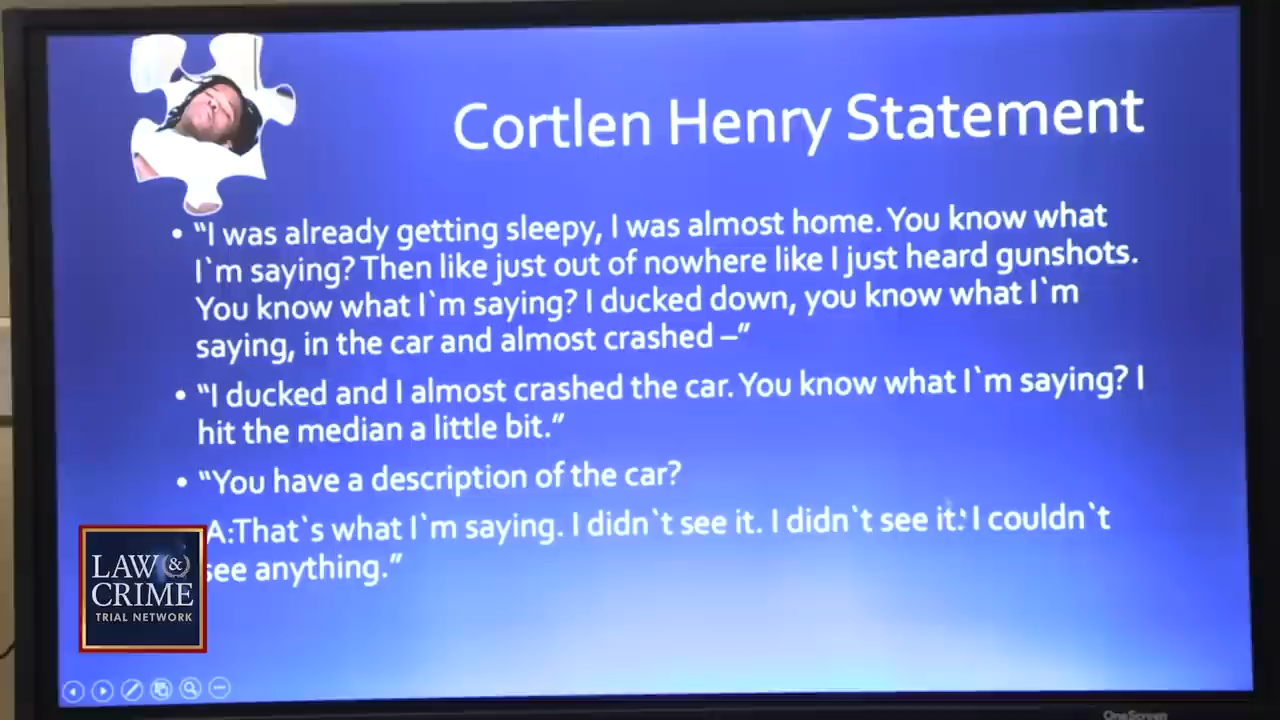 Cortlen Henry Statement
• “I was already getting sleepy, I was almost home. You know what
I`m saying? Then like just out of nowhere like I just heard gunshots.
You know what I`m saying? I ducked down, you know what I`m
saying, in the car and almost crashed –”
• “I ducked and I almost crashed the car. You know what I`m saying? I
hit the median a little bit.”
• “You have a description of the car?
A:That`s what I`m saying. I didn`t see it. I didn`t see it. I couldn`t
see anything.”
LAW &
CRIME
TRIAL NETWORK
OneScreen